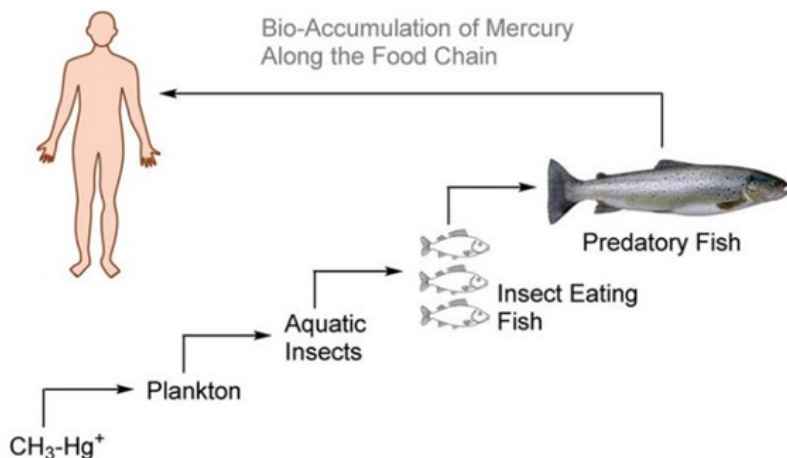 Bio-Accumulation of Mercury
Along the Food Chain
Predatory Fish
Insect Eating
Fish
Aquatic
Insects
Plankton
CH₃-Hg⁺